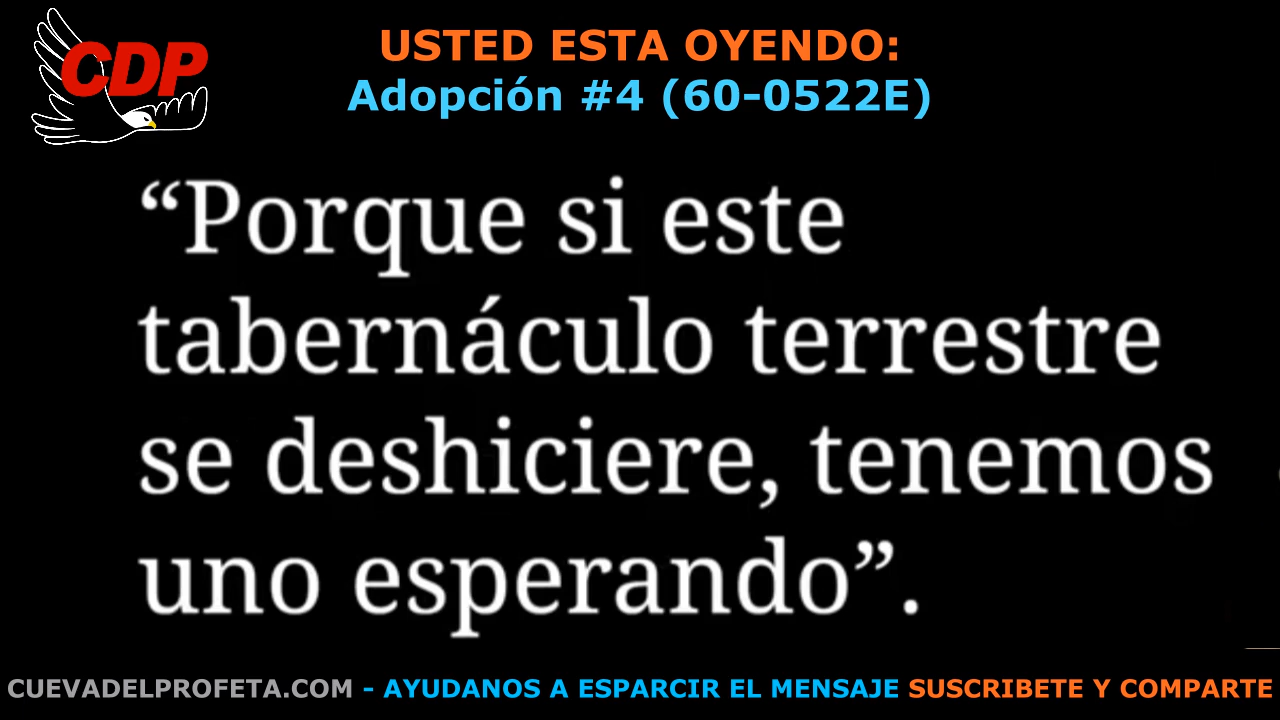 CDP
USTED ESTA OYENDO:
Adopción #4 (60-0522E)
“Porque si este
tabernáculo terrestre
se deshiciere, tenemos
uno esperando”.
CUEVADELPROFETA.COM - AYUDANOS A ESPARCIR EL MENSAJE SUSCRIBETE Y COMPARTE